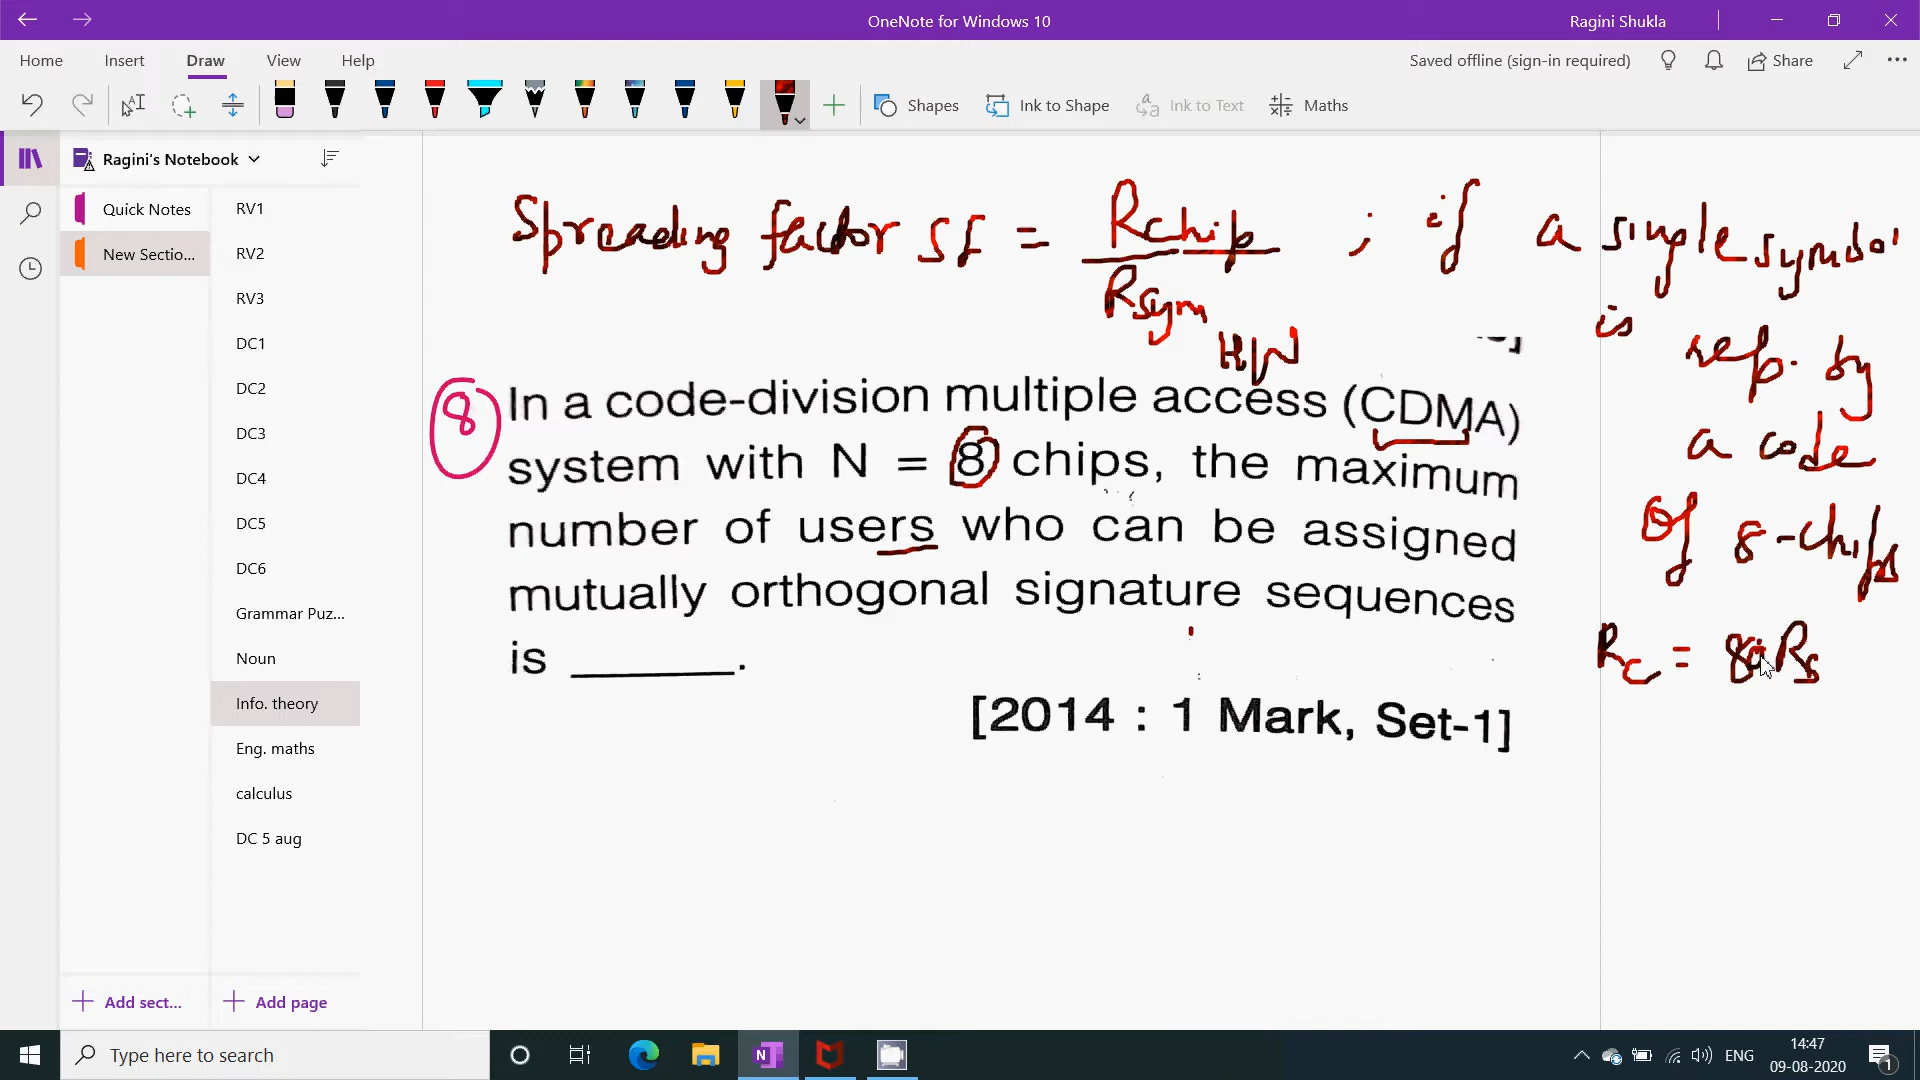 OneNote for Windows 10
Ragini Shukla
Home Insert Draw View Help
Saved offline (sign-in required)
Share
Shapes Ink to Shape Ink to Text Maths
Ragini's Notebook
Quick Notes
New Sectio...
RV1
RV2
RV3
DC1
DC2
DC3
DC4
DC5
DC6
Grammar Puz...
Noun
Info. theory
Eng. maths
calculus
DC 5 aug
Add sect...
Add page
Spreading factor SF = Rchip / Rsym ; if a single symbol
is
rep. by
a code
of 8-chips
Rc = 8 Rs
H/W
8 In a code-division multiple access (CDMA)
system with N = 8 chips, the maximum
number of users who can be assigned
mutually orthogonal signature sequences
is ______.
[2014 : 1 Mark, Set-1]
Type here to search
ENG
14:47
09-08-2020
1